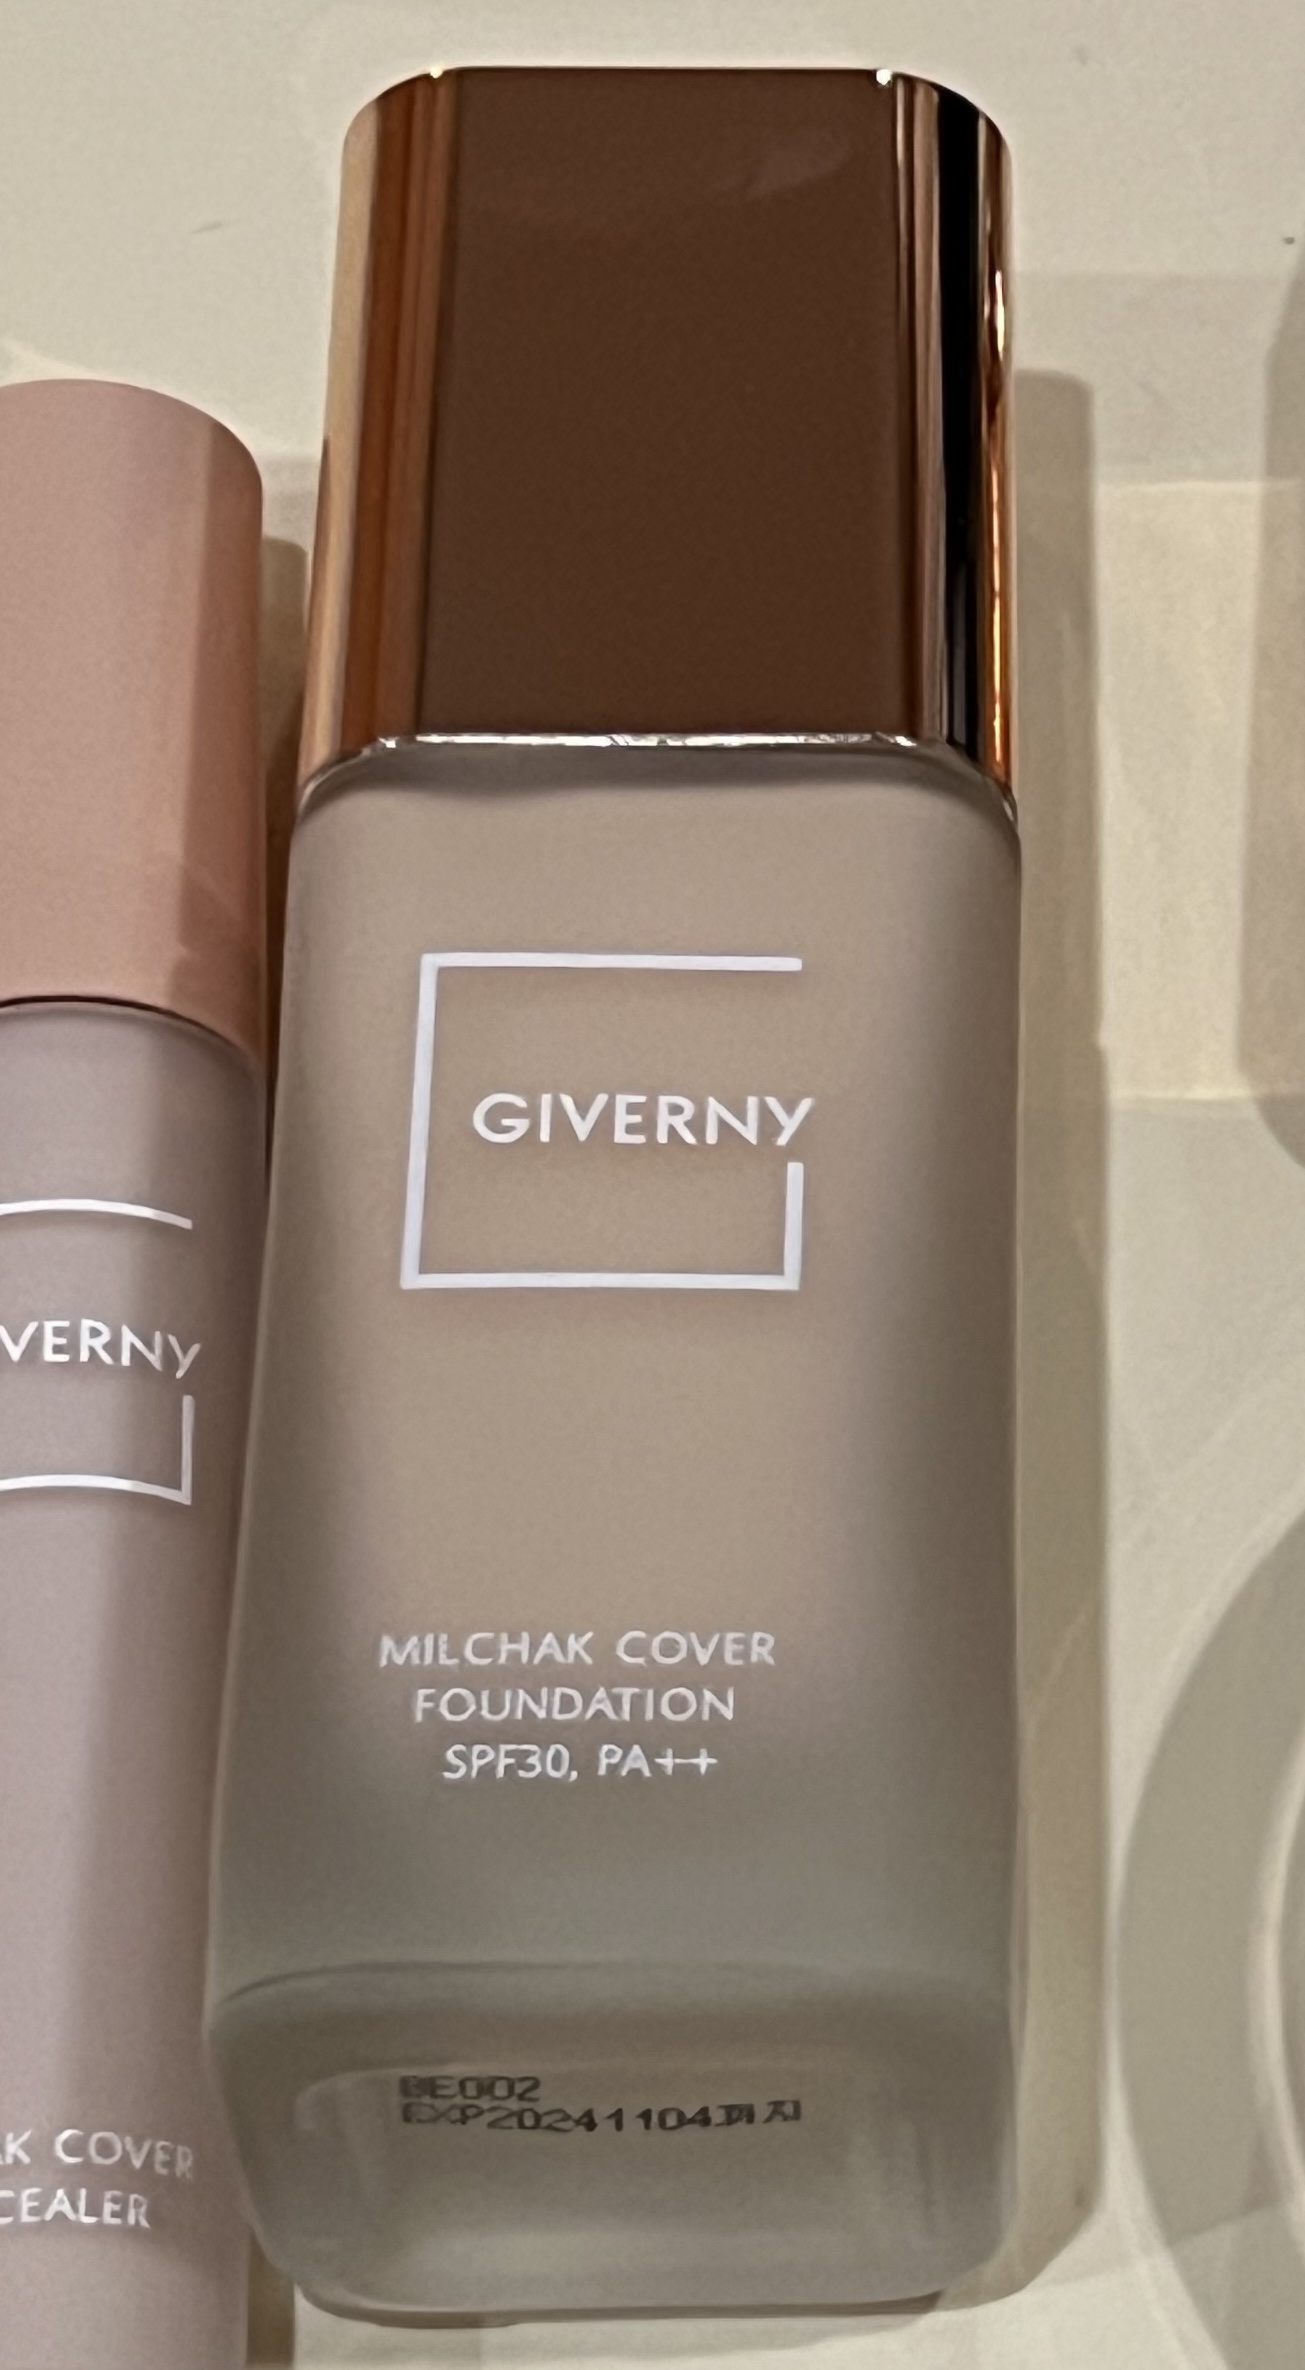 GIVERNY
MILCHAK COVER
FOUNDATION
SPF30, PA++
BE002
EXP20241104까지
VERNY
K COVER
CEALER